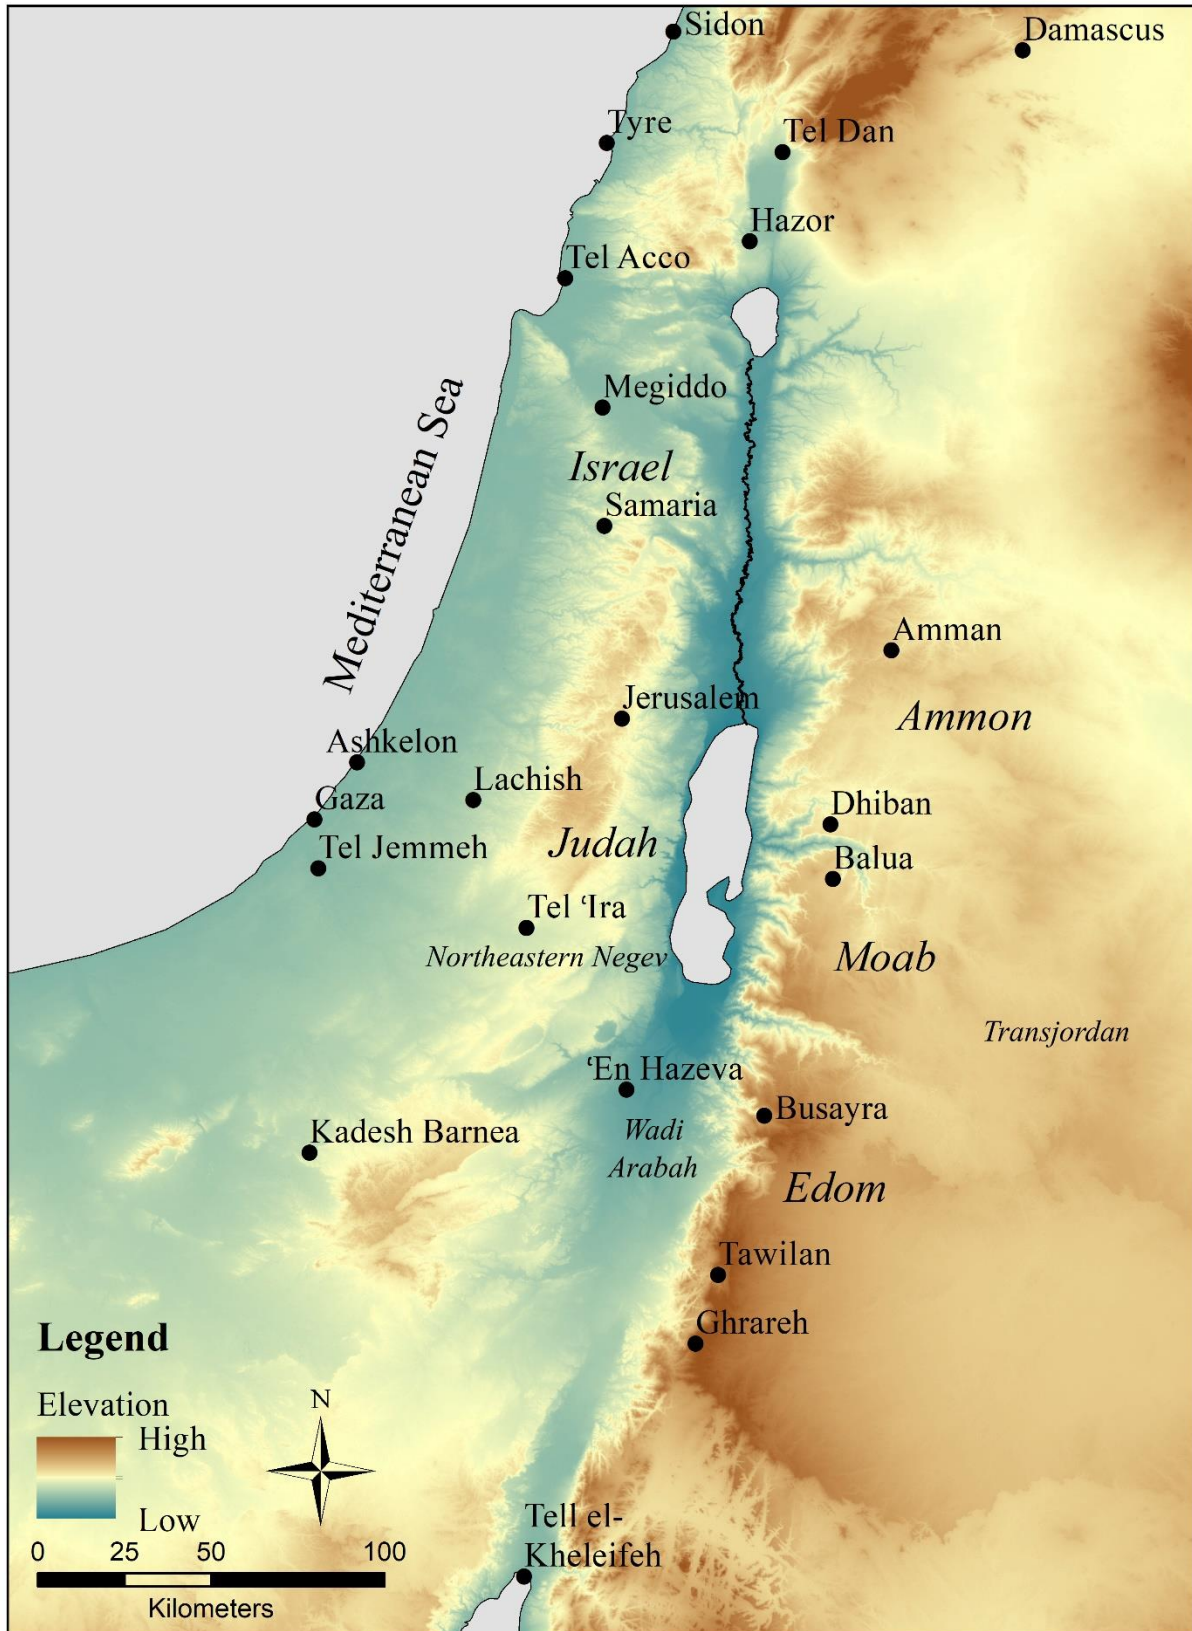 Sidon
Damascus
Tyre
Tel Dan
Hazor
Tel Acco
Megiddo
Mediterranean Sea
Israel
Samaria
Amman
Jerusalem
Ammon
Ashkelon
Lachish
Gaza
Dhiban
Tel Jemmeh
Judah
Balua
Tel ‘Ira
Northeastern Negev
Moab
Transjordan
‘En Hazeva
Busayra
Kadesh Barnea
Wadi
Arabah
Edom
Tawilan
Ghrareh
Legend
Elevation
High
Low
N
Tell el-
Kheleifeh
0 25 50 100
Kilometers